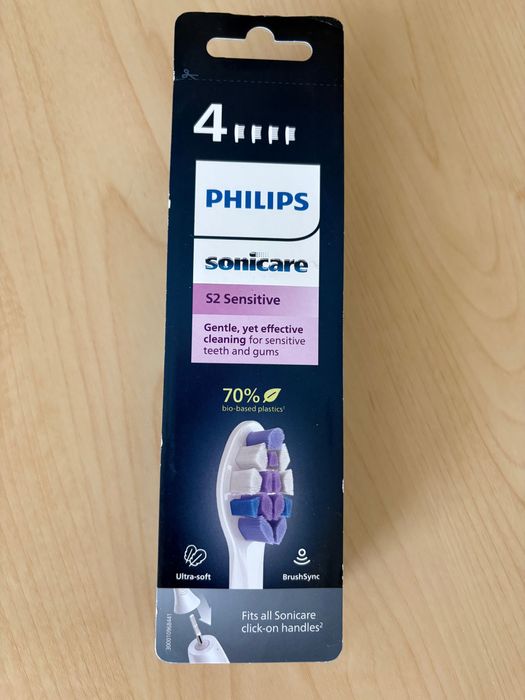 4
PHILIPS
sonicare
S2 Sensitive
Gentle, yet effective
cleaning for sensitive
teeth and gums
70%
bio-based plastics¹
Ultra-soft
BrushSync
Fits all Sonicare
click-on handles²
300010968441